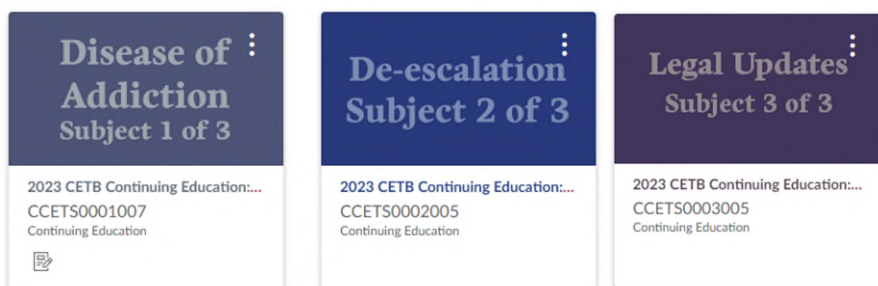 Disease of
Addiction
Subject 1 of 3
2023 CETB Continuing Education:...
CCETS0001007
Continuing Education
De-escalation
Subject 2 of 3
2023 CETB Continuing Education:...
CCETS0002005
Continuing Education
Legal Updates
Subject 3 of 3
2023 CETB Continuing Education:...
CCETS0003005
Continuing Education